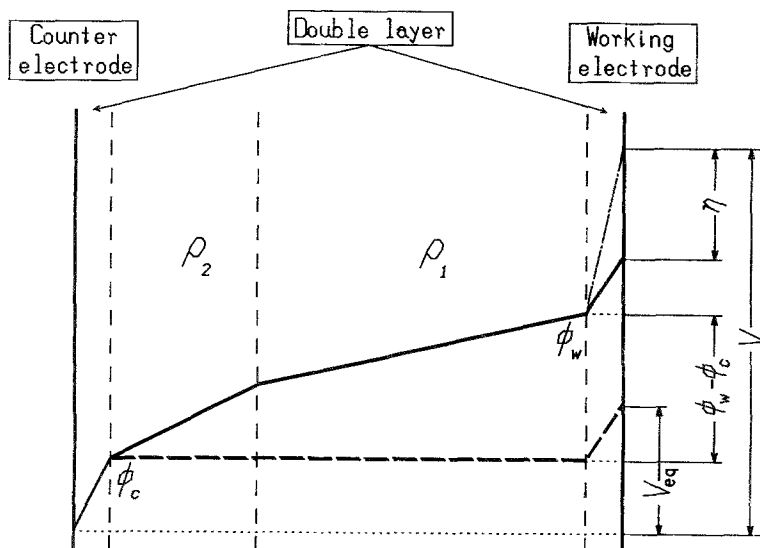 Counter
electrode
Double layer
Working
electrode
ρ₂
ρ₁
η
V
ϕw
ϕw-ϕc
ϕc
Veq